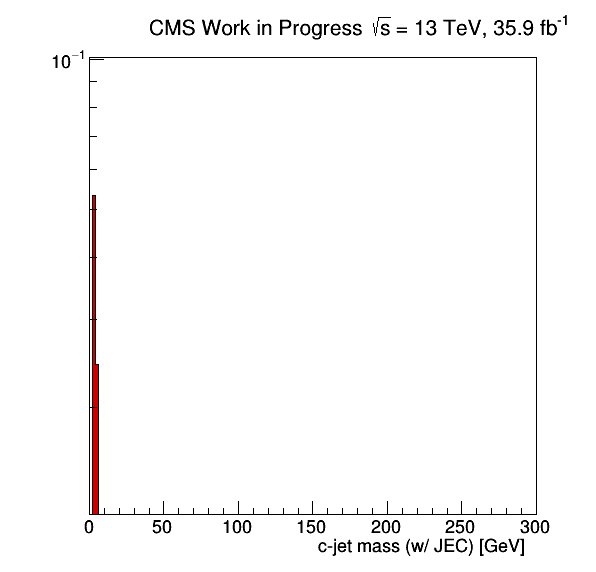 CMS Work in Progress √s = 13 TeV, 35.9 fb⁻¹
10⁻¹
0 50 100 150 200 250 300
c-jet mass (w/ JEC) [GeV]